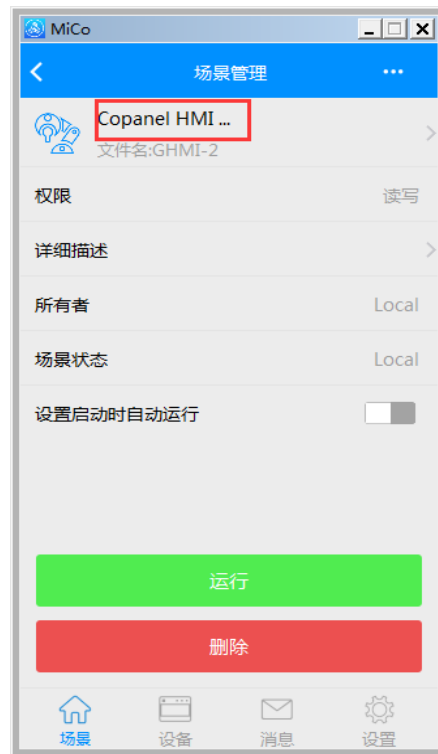 MiCo
场景管理
Copanel HMI ...
文件名:GHMI-2
权限 读写
详细描述
所有者 Local
场景状态 Local
设置启动时自动运行
运行
删除
场景 设备 消息 设置